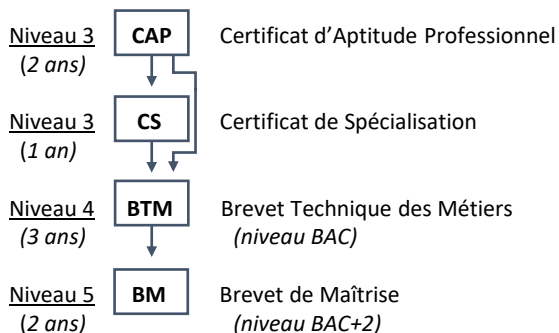 Niveau 3 CAP Certificat d’Aptitude Professionnel
(2 ans)
Niveau 3 CS Certificat de Spécialisation
(1 an)
Niveau 4 BTM Brevet Technique des Métiers
(3 ans) (niveau BAC)
Niveau 5 BM Brevet de Maîtrise
(2 ans) (niveau BAC+2)